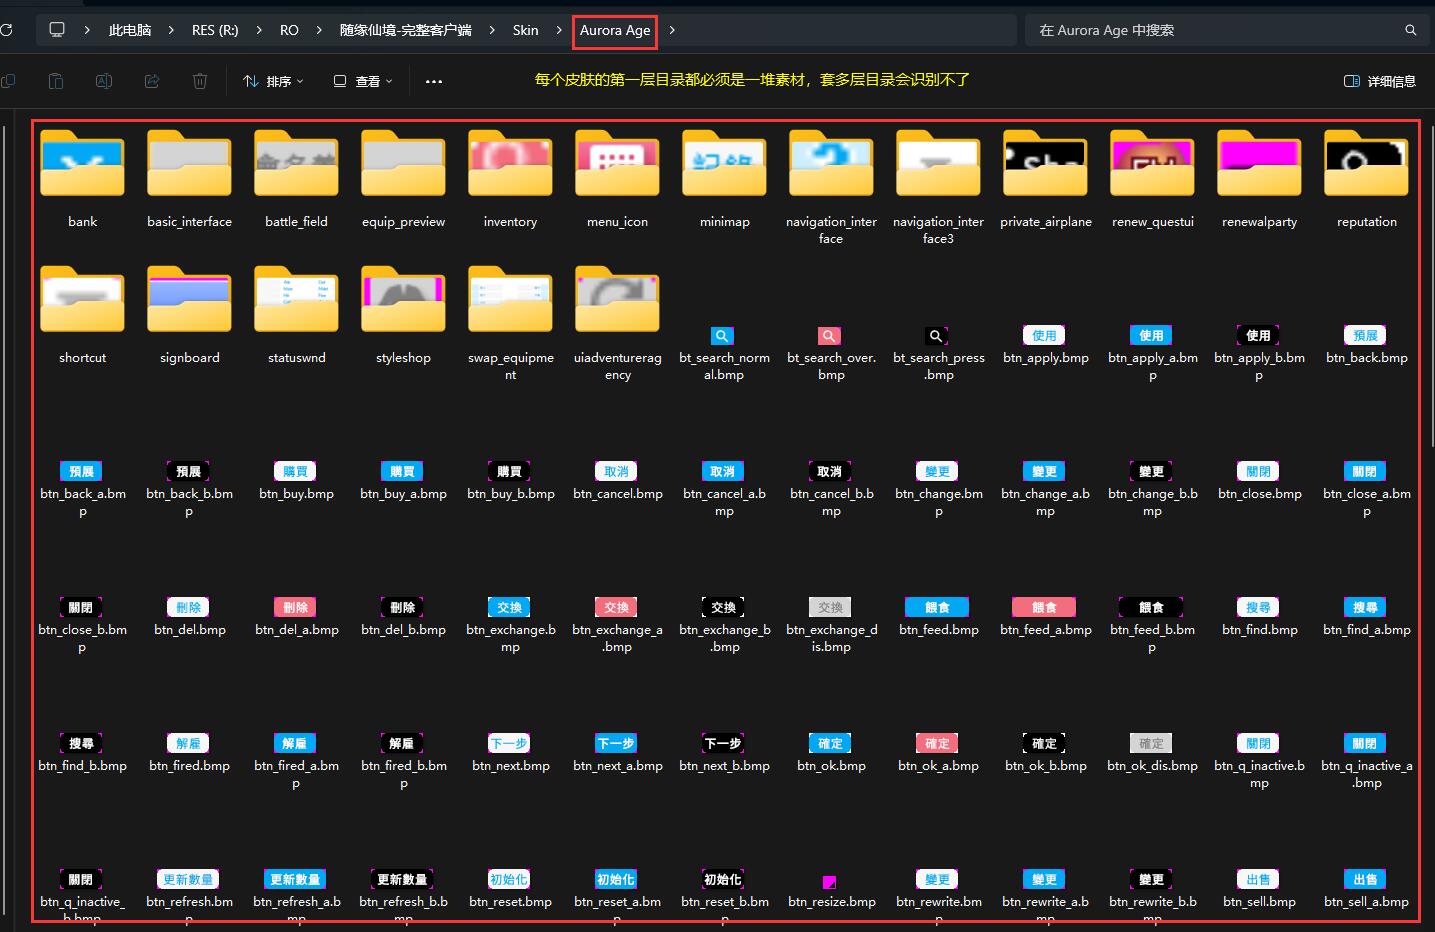 此电脑 > RES (R:) > RO > 随缘仙境-完整客户端 > Skin > Aurora Age >
在 Aurora Age 中搜索
排序
查看
每个皮肤的第一层目录都必须是一堆素材，套多层目录会识别不了
详细信息
bank
basic_interface
battle_field
equip_preview
inventory
menu_icon
minimap
navigation_interface
navigation_interface3
private_airplane
renew_questui
renewalparty
reputation
shortcut
signboard
statuswnd
styleshop
swap_equipment
uiadventureragency
bt_search_normal.bmp
bt_search_over.bmp
bt_search_press.bmp
使用
btn_apply.bmp
使用
btn_apply_a.bmp
使用
btn_apply_b.bmp
預展
btn_back.bmp
預展
btn_back_a.bmp
預展
btn_back_b.bmp
購買
btn_buy.bmp
購買
btn_buy_a.bmp
購買
btn_buy_b.bmp
取消
btn_cancel.bmp
取消
btn_cancel_a.bmp
取消
btn_cancel_b.bmp
變更
btn_change.bmp
變更
btn_change_a.bmp
變更
btn_change_b.bmp
關閉
btn_close.bmp
關閉
btn_close_a.bmp
關閉
btn_close_b.bmp
刪除
btn_del.bmp
刪除
btn_del_a.bmp
刪除
btn_del_b.bmp
交換
btn_exchange.bmp
交換
btn_exchange_a.bmp
交換
btn_exchange_b.bmp
交換
btn_exchange_dis.bmp
餵食
btn_feed.bmp
餵食
btn_feed_a.bmp
餵食
btn_feed_b.bmp
搜尋
btn_find.bmp
搜尋
btn_find_a.bmp
搜尋
btn_find_b.bmp
解雇
btn_fired.bmp
解雇
btn_fired_a.bmp
解雇
btn_fired_b.bmp
下一步
btn_next.bmp
下一步
btn_next_a.bmp
下一步
btn_next_b.bmp
確定
btn_ok.bmp
確定
btn_ok_a.bmp
確定
btn_ok_b.bmp
確定
btn_ok_dis.bmp
關閉
btn_q_inactive.bmp
關閉
btn_q_inactive_a.bmp
關閉
btn_q_inactive_b.bmp
更新數量
btn_refresh.bmp
更新數量
btn_refresh_a.bmp
更新數量
btn_refresh_b.bmp
初始化
btn_reset.bmp
初始化
btn_reset_a.bmp
初始化
btn_reset_b.bmp
btn_resize.bmp
變更
btn_rewrite.bmp
變更
btn_rewrite_a.bmp
變更
btn_rewrite_b.bmp
出售
btn_sell.bmp
出售
btn_sell_a.bmp